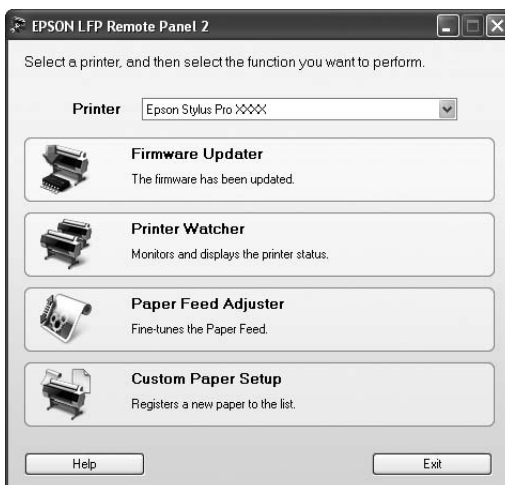 EPSON LFP Remote Panel 2
Select a printer, and then select the function you want to perform.
Printer
Epson Stylus Pro XXXX
Firmware Updater
The firmware has been updated.
Printer Watcher
Monitors and displays the printer status.
Paper Feed Adjuster
Fine-tunes the Paper Feed.
Custom Paper Setup
Registers a new paper to the list.
Help
Exit